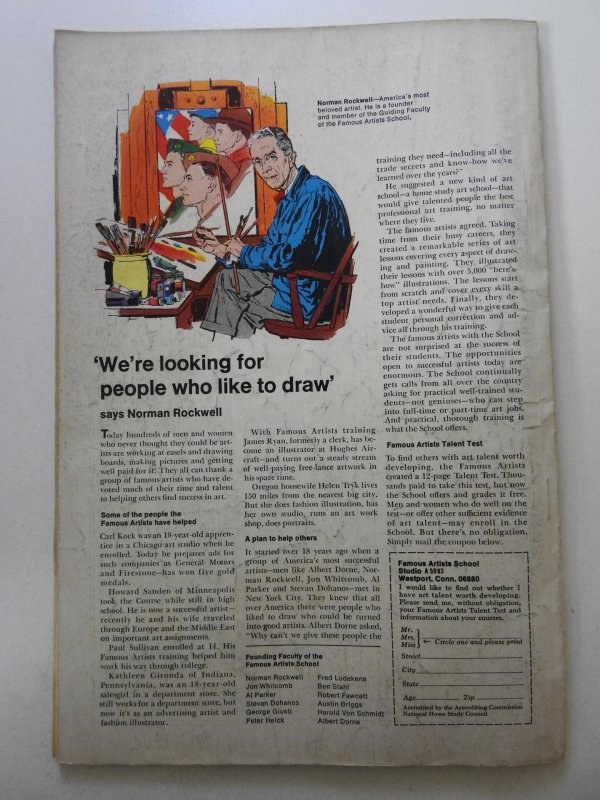 Norman Rockwell—America's most
beloved artist. He is a founder
and member of the Guiding Faculty
of the Famous Artists School.
'We're looking for
people who like to draw'
says Norman Rockwell
Today hundreds of men and women
who never thought they could be art-
ists are working at easels and drawing
boards, making pictures and getting
well paid for it! They all can thank a
group of famous artists who have de-
voted much of their time and talent
to helping others find success in art.
Some of the people the
Famous Artists have helped
Carl Kock was an 18-year-old appren-
tice in a Chicago art studio when he
enrolled. Today he prepares ads for
such companies as General Motors
and Firestone—has won five gold
medals.
Howard Sanden of Minneapolis
took the Course while still in high
school. He is now a successful artist—
recently he and his wife traveled
through Europe and the Middle East
on important art assignments.
Paul Sullivan enrolled at 11. His
Famous Artists training helped him
work his way through college.
Kathleen Gironda of Indiana,
Pennsylvania, was an 18-year-old
salesgirl in a department store. She
still works for a department store, but
now it's as an advertising artist and
fashion illustrator.
With Famous Artists training
James Ryan, formerly a clerk, has be-
come an illustrator at Hughes Air-
craft—and turns out a steady stream
of well-paying free-lance artwork in
his spare time.
Oregon housewife Helen Tryk lives
150 miles from the nearest big city.
But she does fashion illustration, has
her own studio, runs an art work
shop, does portraits.
A plan to help others
It started over 18 years ago when a
group of America's most successful
artists—men like Albert Dorne, Nor-
man Rockwell, Jon Whitcomb, Al
Parker and Stevan Dohanos—met in
New York City. They knew that all
over America there were people who
liked to draw who could be turned
into good artists. Albert Dorne asked,
"Why can't we give these people the
Founding Faculty of the
Famous Artists School
Norman Rockwell
Jon Whitcomb
Al Parker
Stevan Dohanos
George Giusti
Peter Helck
Fred Ludekens
Ben Stahl
Robert Fawcett
Austin Briggs
Harold Von Schmidt
Albert Dorne
training they need—including all the
trade secrets and know-how we've
learned over the years?"
He suggested a new kind of art
school—a home study art school—that
would give talented people the best
professional art training, no matter
where they live.
The famous artists agreed. Taking
time from their busy careers, they
created a remarkable series of art
lessons covering every aspect of draw-
ing and painting. They illustrated
their lessons with over 5,000 "here's-
how" illustrations. The lessons start
from scratch and cover every skill a
top artist needs. Finally, they de-
veloped a wonderful way to give each
student personal correction and ad-
vice all through his training.
The famous artists with the School
are not surprised at the success of
their students. The opportunities
open to successful artists today are
enormous. The School continually
gets calls from all over the country
asking for practical well-trained stu-
dents—not geniuses—who can step
into full-time or part-time art jobs.
And practical, thorough training is
what the School offers.
Famous Artists Talent Test
To find others with art talent worth
developing, the Famous Artists
created a 12-page Talent Test. Thou-
sands paid to take this test, but now
the School offers and grades it free.
Men and women who do well on the
test—or offer other sufficient evidence
of art talent—may enroll in the
School. But there's no obligation.
Simply mail the coupon below.
Famous Artists School
Studio A 5983
Westport, Conn. 06880
I would like to find out whether I
have art talent worth developing.
Please send me, without obligation,
your Famous Artists Talent Test and
information about your courses.
Mr.
Mrs.
Miss ← Circle one and please print
Street
City
State
Age Zip
Accredited by the Accrediting Commission
National Home Study Council